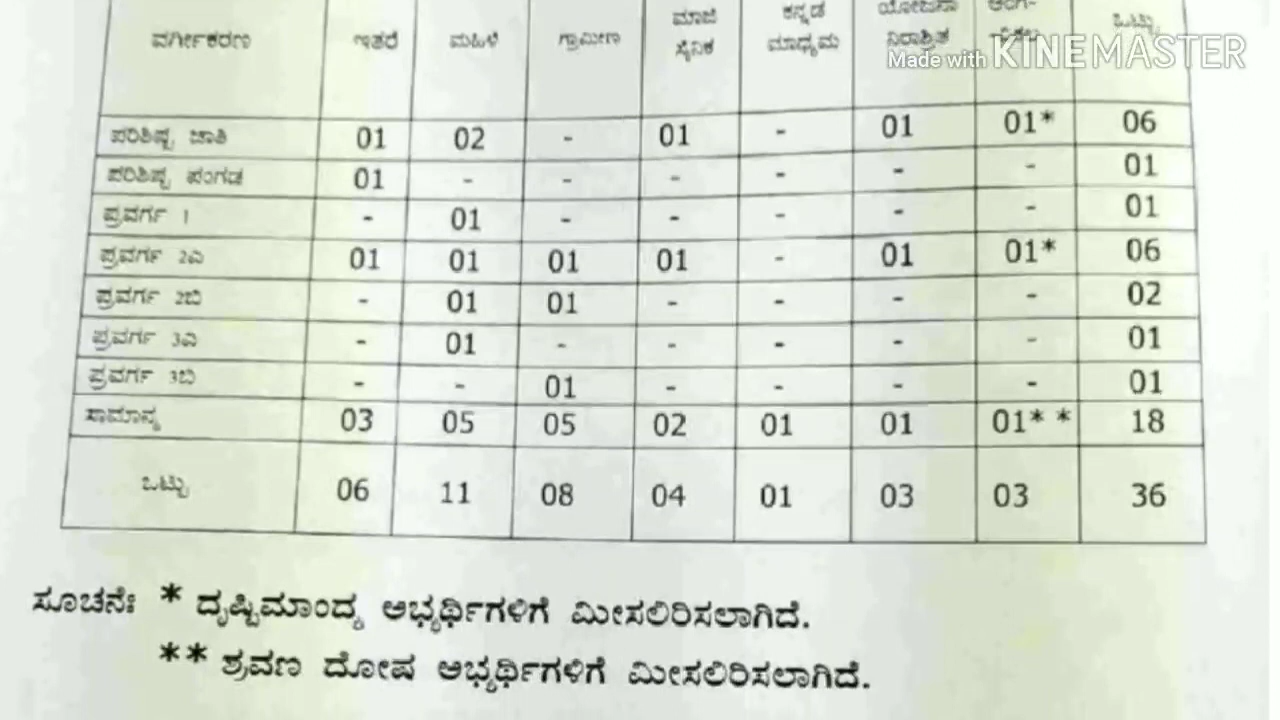 ವರ್ಗೀಕರಣ ಇತರೆ ಮಹಿಳೆ ಗ್ರಾಮೀಣ ಮಾಜಿ ಸೈನಿಕ ಕನ್ನಡ ಮಾಧ್ಯಮ ಯೋಜನಾ ನಿರಾಶ್ರಿತ ಅಂಗ- ಒಟ್ಟು
Made with KINEMASTER
ಪರಿಶಿಷ್ಟ ಜಾತಿ 01 02 - 01 - 01 01* 06
ಪರಿಶಿಷ್ಟ ಪಂಗಡ 01 - - - - - - 01
ಪ್ರವರ್ಗ 1 - 01 - - - - - 01
ಪ್ರವರ್ಗ 2ಎ 01 01 01 01 - 01 01* 06
ಪ್ರವರ್ಗ 2ಬಿ - 01 01 - - - - 02
ಪ್ರವರ್ಗ 3ಎ - 01 - - - - - 01
ಪ್ರವರ್ಗ 3ಬಿ - - 01 - - - - 01
ಸಾಮಾನ್ಯ 03 05 05 02 01 01 01* * 18
ಒಟ್ಟು 06 11 08 04 01 03 03 36
ಸೂಚನೆಃ * ದೃಷ್ಟಿಮಾಂದ್ಯ ಅಭ್ಯರ್ಥಿಗಳಿಗೆ ಮೀಸಲಿರಿಸಲಾಗಿದೆ.
** ಶ್ರವಣ ದೋಷ ಅಭ್ಯರ್ಥಿಗಳಿಗೆ ಮೀಸಲಿರಿಸಲಾಗಿದೆ.